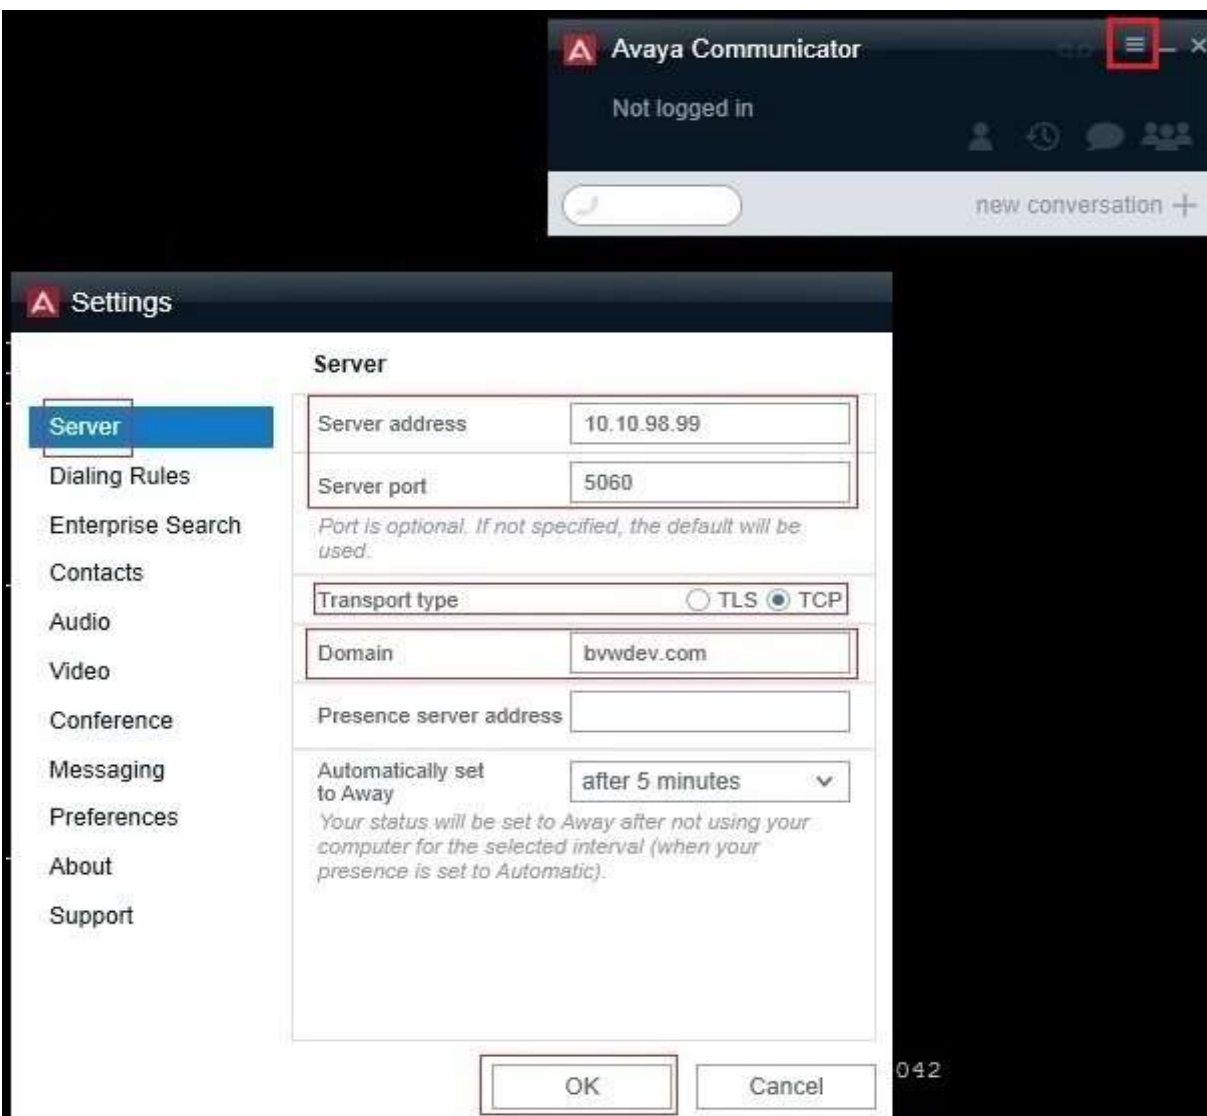 Avaya Communicator
Not logged in
new conversation
Settings
Server
Server
Dialing Rules
Enterprise Search
Contacts
Audio
Video
Conference
Messaging
Preferences
About
Support
Server address 10.10.98.99
Server port 5060
Port is optional. If not specified, the default will be
used.
Transport type TLS TCP
Domain bvwdev.com
Presence server address
Automatically set
to Away
after 5 minutes
Your status will be set to Away after not using your
computer for the selected interval (when your
presence is set to Automatic).
OK Cancel
042